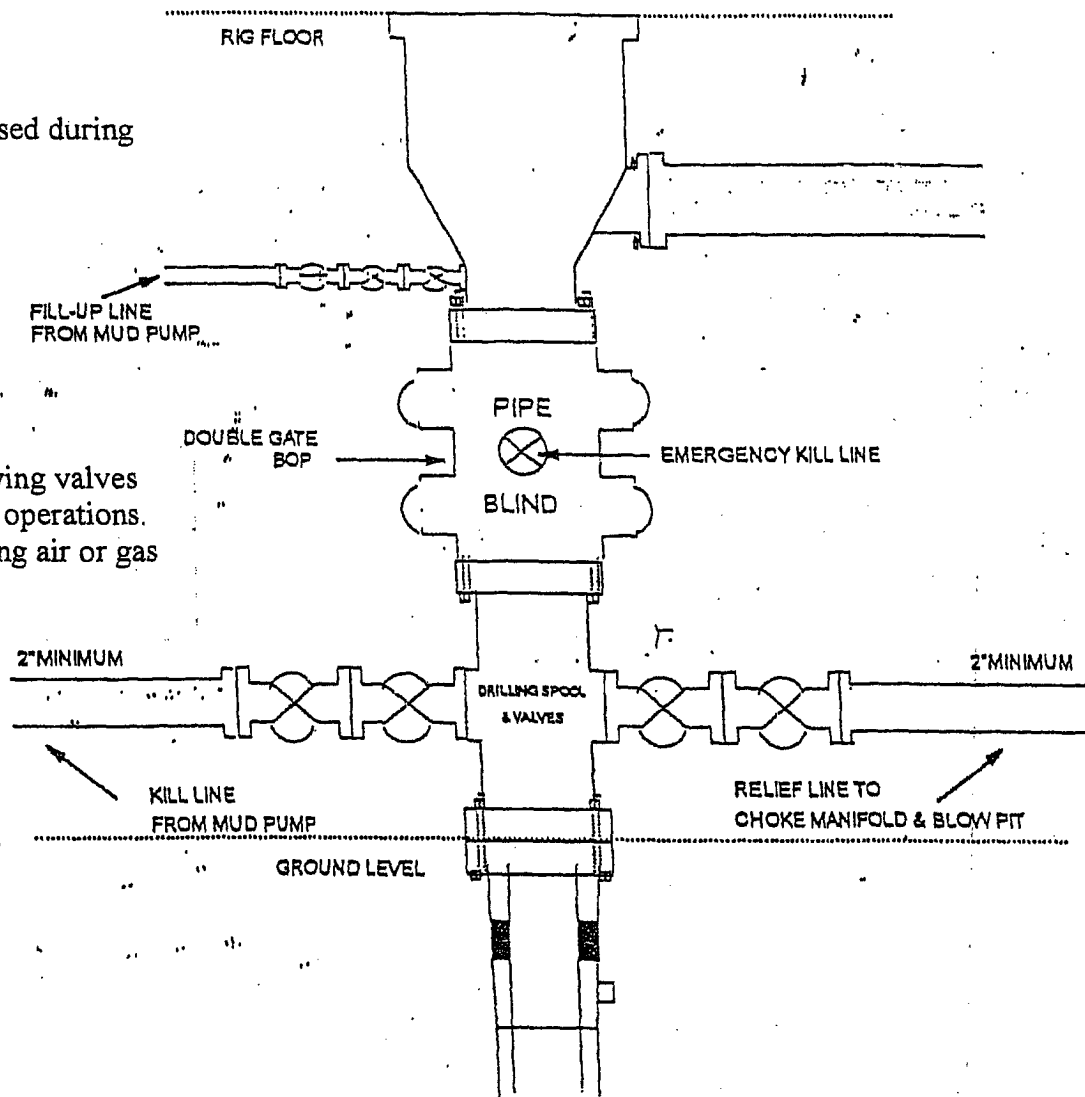 RIG FLOOR
sed during
FILL-UP LINE
FROM MUD PUMP
PIPE
DOUBLE GATE
BOP
EMERGENCY KILL LINE
BLIND
ving valves
operations.
ng air or gas
2" MINIMUM
2" MINIMUM
DRILLING SPOOL
& VALVES
KILL LINE
FROM MUD PUMP
RELIEF LINE TO
CHOKE MANIFOLD & BLOW PIT
GROUND LEVEL